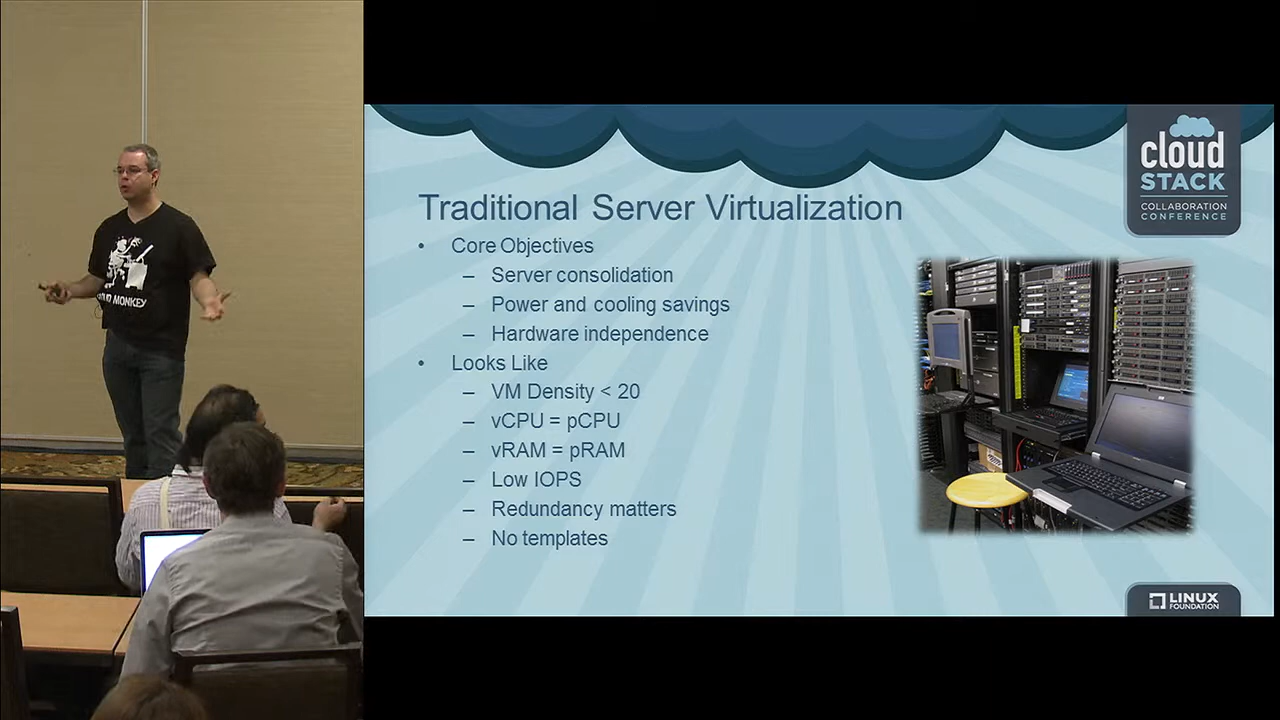 cloud
STACK
COLLABORATION
CONFERENCE
Traditional Server Virtualization
• Core Objectives
– Server consolidation
– Power and cooling savings
– Hardware independence
• Looks Like
– VM Density < 20
– vCPU = pCPU
– vRAM = pRAM
– Low IOPS
– Redundancy matters
– No templates
LINUX
FOUNDATION
MONKEY